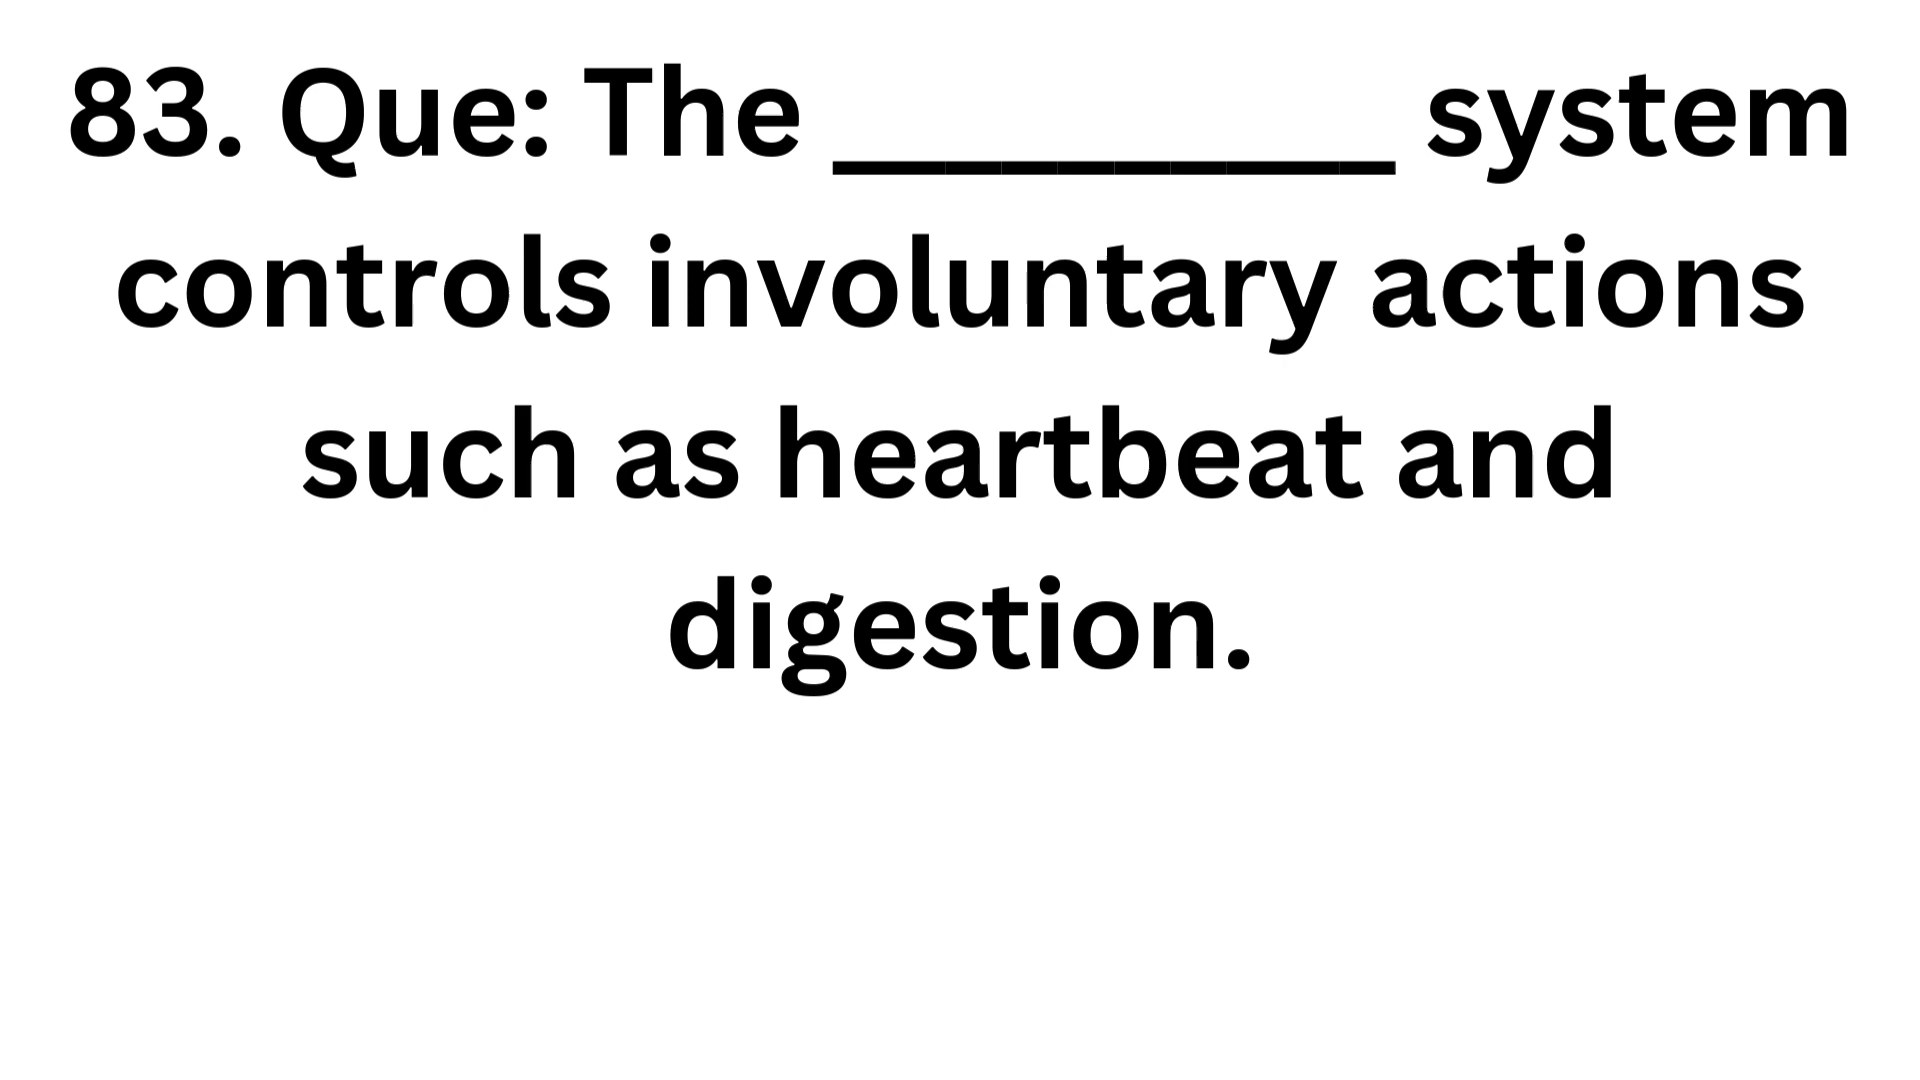 83. Que: The __________ system
controls involuntary actions
such as heartbeat and
digestion.